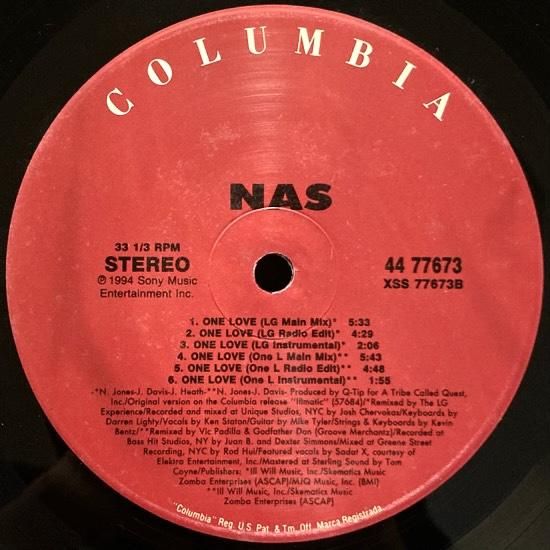 COLUMBIA
NAS
33 1/3 RPM
STEREO
℗ 1994 Sony Music
Entertainment Inc.
44 77673
XSS 77673B
1. ONE LOVE (LG Main Mix)* 5:33
2. ONE LOVE (LG Radio Edit)* 4:29
3. ONE LOVE (LG Instrumental)* 2:06
4. ONE LOVE (One L Main Mix)** 5:43
5. ONE LOVE (One L Radio Edit)** 4:48
6. ONE LOVE (One L Instrumental)** 1:55
-*N. Jones-J. Davis-J. Heath-**N. Jones-J. Davis- Produced by Q-Tip for A Tribe Called Quest,
Inc./Original version on the Columbia release "Illmatic" (57684)/*Remixed by The LG
Experience/Recorded and mixed at Unique Studios, NYC by Josh Chervokas/Keyboards by
Darren Lighty/Vocals by Ken Staton/Guitar by Mike Tyler/Strings & Keyboards by Kevin
Bentz/**Remixed by Vic Padilla & Godfather Don (Groove Merchantz)/Recorded at
Bass Hit Studios, NY by Juan B. and Dexter Simmons/Mixed at Greene Street
Recording, NYC by Rod Hui/Featured vocals by Sadat X, courtesy of
Elektra Entertainment, Inc./Mastered at Sterling Sound by Tom
Coyne/Publishers: *Ill Will Music, Inc./Skematics Music
Zomba Enterprises (ASCAP)/MJQ Music, Inc. (BMI)
**Ill Will Music, Inc./Skematics Music
Zomba Enterprises (ASCAP)
"Columbia" Reg. U.S. Pat. & Tm. Off. Marca Registrada.